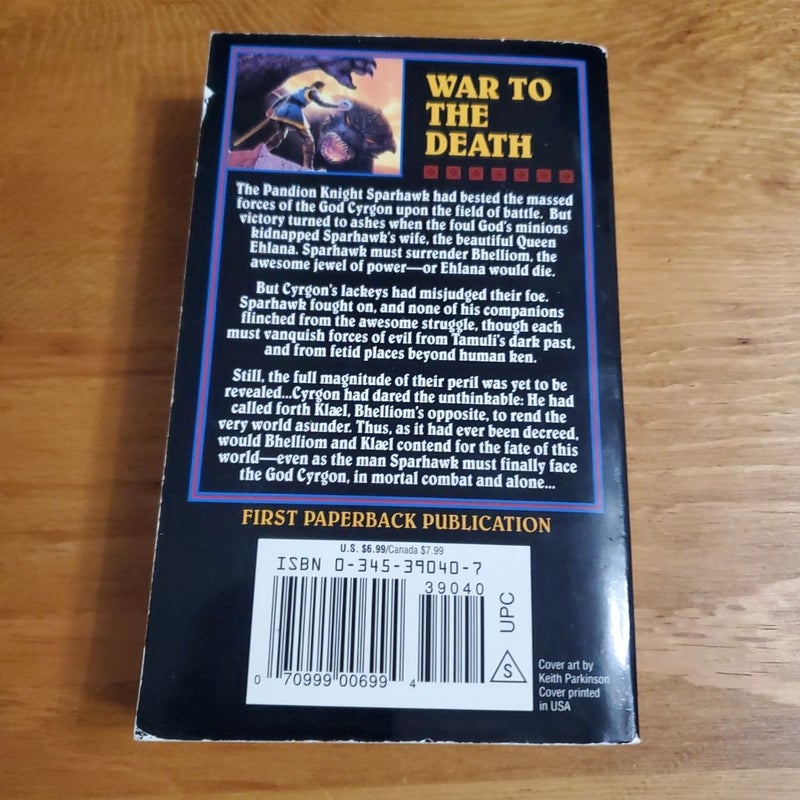 WAR TO
THE
DEATH
The Pandion Knight Sparhawk had bested the massed
forces of the God Cyrgon upon the field of battle. But
victory turned to ashes when the foul God's minions
kidnapped Sparhawk's wife, the beautiful Queen
Ehlana. Sparhawk must surrender Bhelliom, the
awesome jewel of power—or Ehlana would die.
But Cyrgon's lackeys had misjudged their foe.
Sparhawk fought on, and none of his companions
flinched from the awesome struggle, though each
must vanquish forces of evil from Tamuli's dark past,
and from fetid places beyond human ken.
Still, the full magnitude of their peril was yet to be
revealed...Cyrgon had dared the unthinkable: He had
called forth Klæl, Bhelliom's opposite, to rend the
very world asunder. Thus, as it had ever been decreed,
would Bhelliom and Klæl contend for the fate of this
world—even as the man Sparhawk must finally face
the God Cyrgon, in mortal combat and alone...
FIRST PAPERBACK PUBLICATION
U.S. $6.99/Canada $7.99
ISBN 0-345-39040-7
39040
0 70999 00699 4
UPC
S
Cover art by
Keith Parkinson
Cover printed
in USA